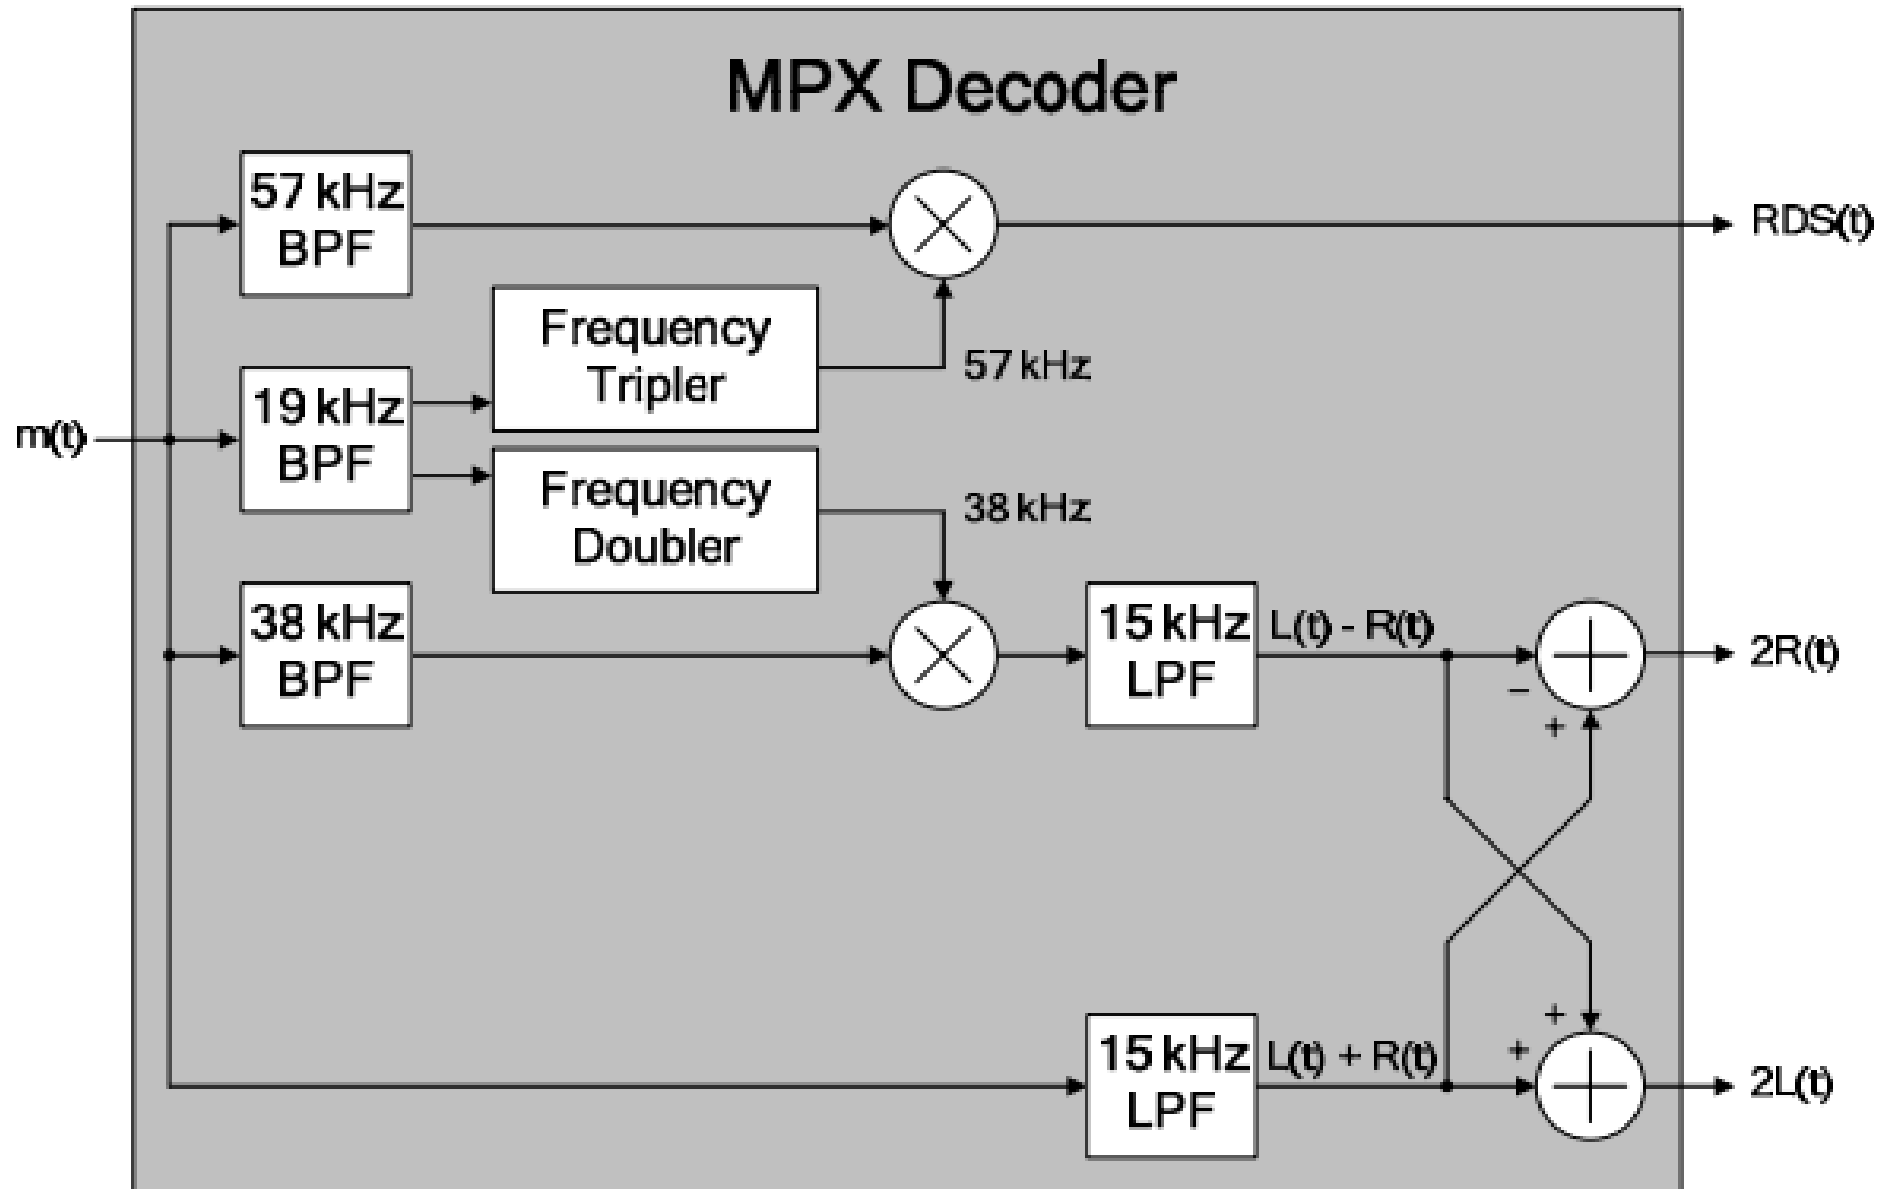 MPX Decoder
57 kHz
BPF
RDS(t)
Frequency
Tripler
57 kHz
19 kHz
BPF
m(t)
Frequency
Doubler
38 kHz
38 kHz
BPF
15 kHz
LPF
L(t) - R(t)
−
+
2R(t)
15 kHz
LPF
L(t) + R(t)
+
+
2L(t)